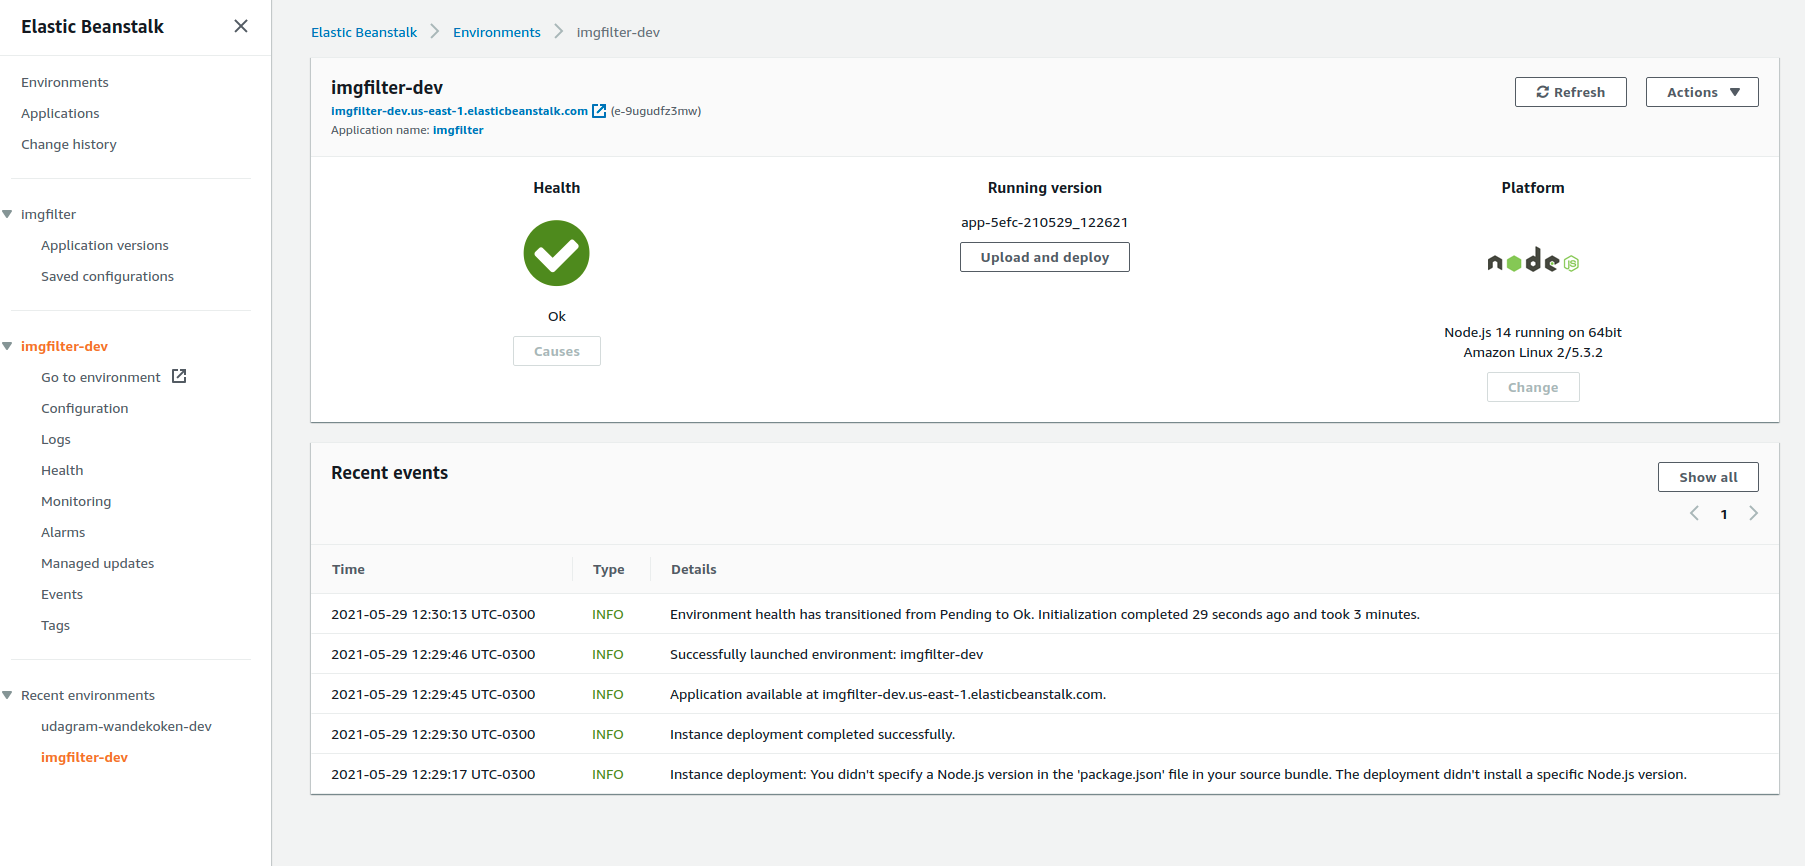 Elastic Beanstalk
Environments
Applications
Change history
imgfilter
Application versions
Saved configurations
imgfilter-dev
Go to environment
Configuration
Logs
Health
Monitoring
Alarms
Managed updates
Events
Tags
Recent environments
udagram-wandekoken-dev
imgfilter-dev
Elastic Beanstalk > Environments > imgfilter-dev
imgfilter-dev
imgfilter-dev.us-east-1.elasticbeanstalk.com (e-9ugudfz3mw)
Application name: imgfilter
Refresh
Actions
Health
Ok
Causes
Running version
app-5efc-210529_122621
Upload and deploy
Platform
node JS
Node.js 14 running on 64bit
Amazon Linux 2/5.3.2
Change
Recent events
Show all
1
Time Type Details
2021-05-29 12:30:13 UTC-0300 INFO Environment health has transitioned from Pending to Ok. Initialization completed 29 seconds ago and took 3 minutes.
2021-05-29 12:29:46 UTC-0300 INFO Successfully launched environment: imgfilter-dev
2021-05-29 12:29:45 UTC-0300 INFO Application available at imgfilter-dev.us-east-1.elasticbeanstalk.com.
2021-05-29 12:29:30 UTC-0300 INFO Instance deployment completed successfully.
2021-05-29 12:29:17 UTC-0300 INFO Instance deployment: You didn't specify a Node.js version in the 'package.json' file in your source bundle. The deployment didn't install a specific Node.js version.